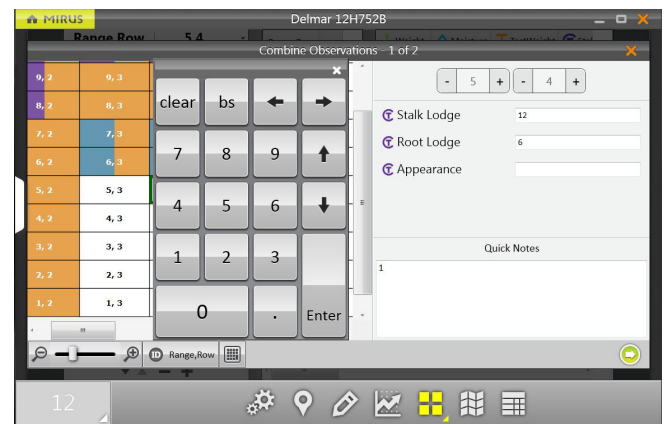 MIRUS Delmar 12H752B
Range Row 5 4 Weight Moisture TestWeight
Combine Observations - 1 of 2
9, 2 9, 3
8, 2 8, 3
7, 2 7, 3
6, 2 6, 3
5, 2 5, 3
4, 2 4, 3
3, 2 3, 3
2, 2 2, 3
1, 2 1, 3
clear bs
7 8 9
4 5 6
1 2 3
0 . Enter
- 5 + - 4 +
Stalk Lodge 12
Root Lodge 6
Appearance
Quick Notes
1
ID Range,Row
12